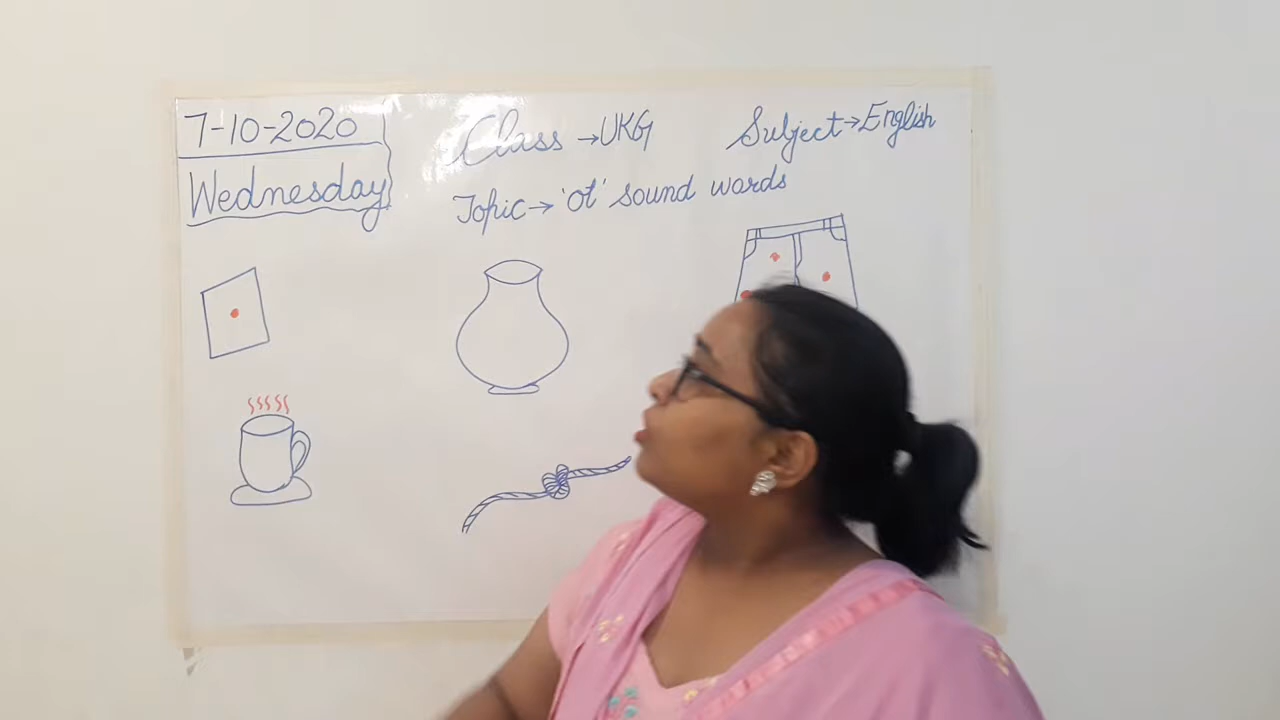 7-10-2020
Wednesday
Class → UKG
Subject → English
Topic → 'ot' sound words